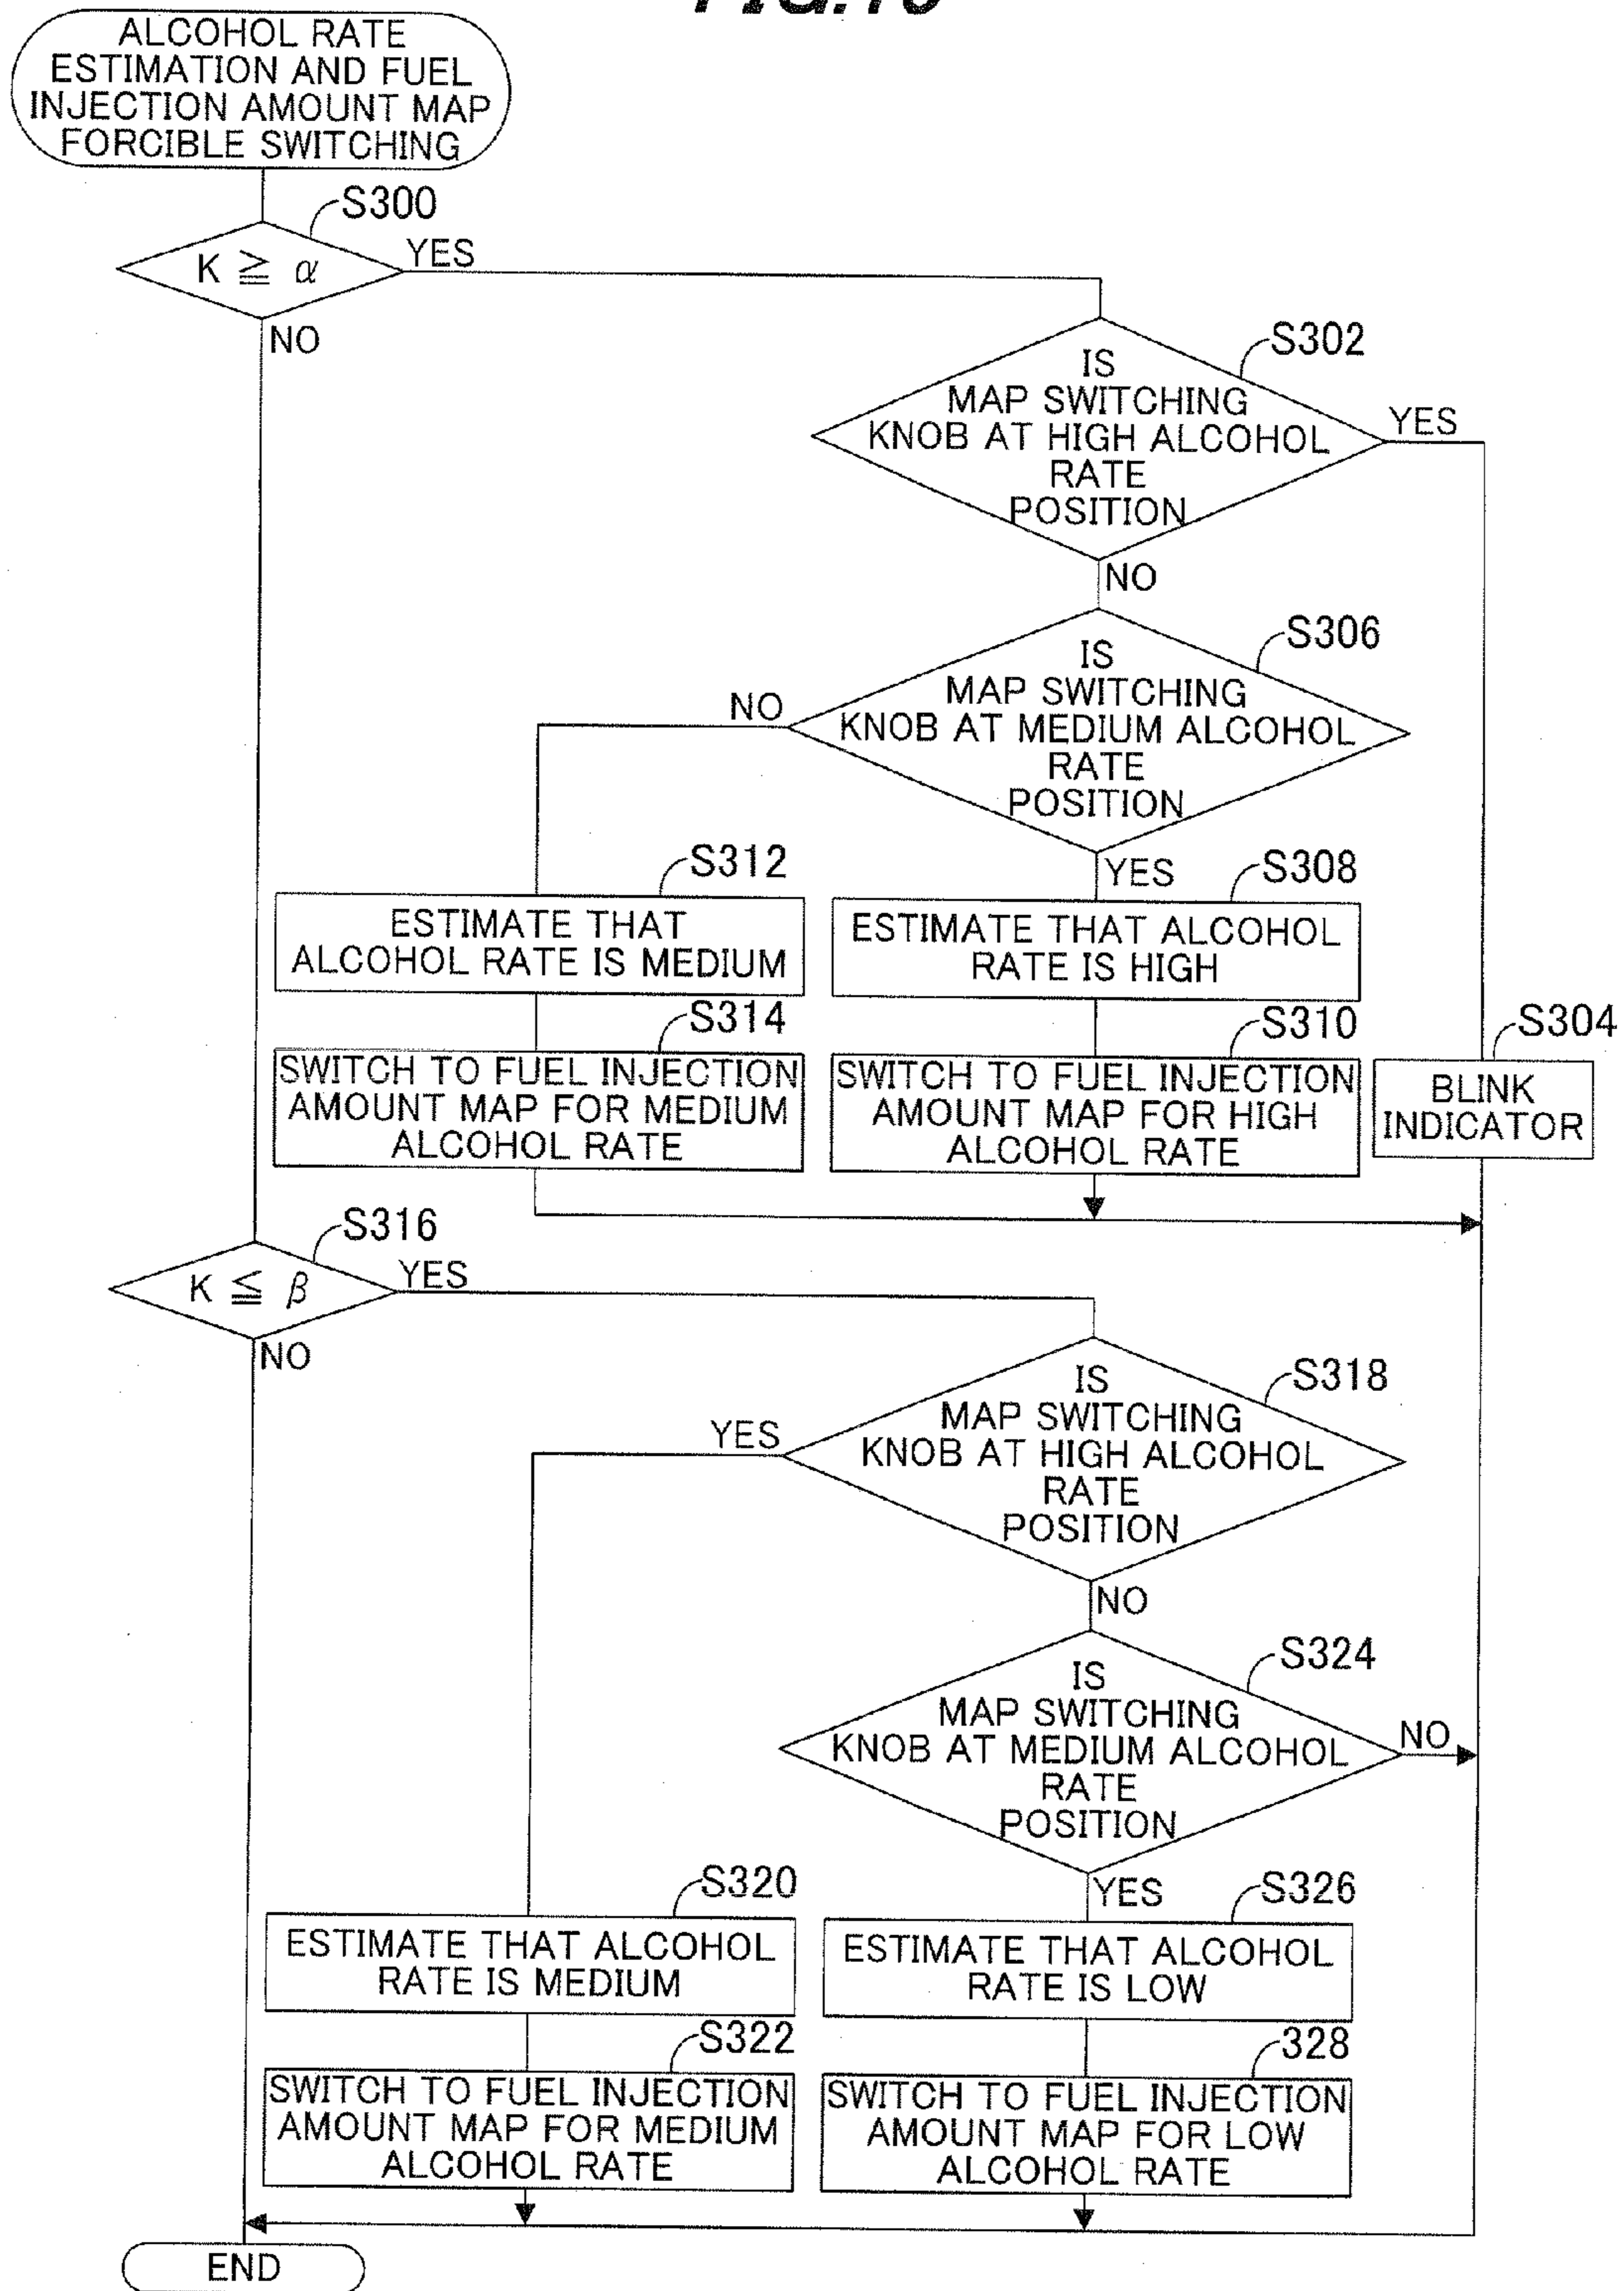 ALCOHOL RATE
ESTIMATION AND FUEL
INJECTION AMOUNT MAP
FORCIBLE SWITCHING
S300
K ≧ α
YES
NO
S302
IS
MAP SWITCHING
KNOB AT HIGH ALCOHOL
RATE
POSITION
YES
NO
S306
IS
MAP SWITCHING
KNOB AT MEDIUM ALCOHOL
RATE
POSITION
NO
YES
S312
ESTIMATE THAT
ALCOHOL RATE IS MEDIUM
S308
ESTIMATE THAT ALCOHOL
RATE IS HIGH
S314
SWITCH TO FUEL INJECTION
AMOUNT MAP FOR MEDIUM
ALCOHOL RATE
S310
SWITCH TO FUEL INJECTION
AMOUNT MAP FOR HIGH
ALCOHOL RATE
S304
BLINK
INDICATOR
S316
K ≦ β
YES
NO
S318
IS
MAP SWITCHING
KNOB AT HIGH ALCOHOL
RATE
POSITION
YES
NO
S324
IS
MAP SWITCHING
KNOB AT MEDIUM ALCOHOL
RATE
POSITION
NO
YES
S320
ESTIMATE THAT ALCOHOL
RATE IS MEDIUM
S326
ESTIMATE THAT ALCOHOL
RATE IS LOW
S322
SWITCH TO FUEL INJECTION
AMOUNT MAP FOR MEDIUM
ALCOHOL RATE
328
SWITCH TO FUEL INJECTION
AMOUNT MAP FOR LOW
ALCOHOL RATE
END